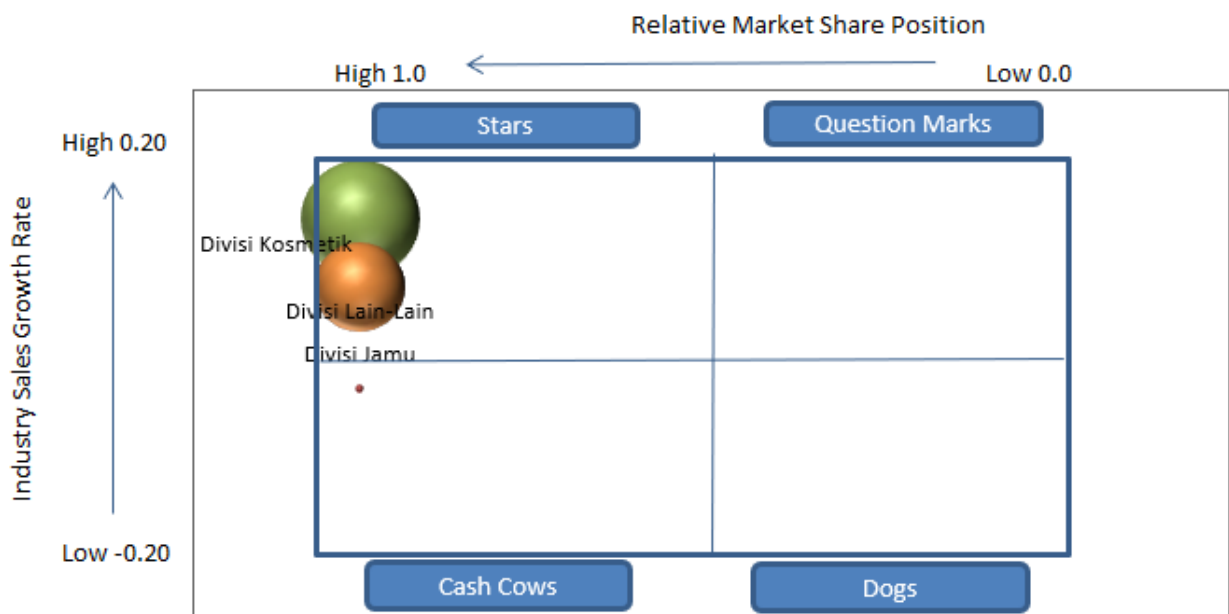 Relative Market Share Position
High 1.0
Low 0.0
Stars
Question Marks
High 0.20
Industry Sales Growth Rate
Divisi Kosmetik
Divisi Lain-Lain
Divisi Jamu
Low -0.20
Cash Cows
Dogs